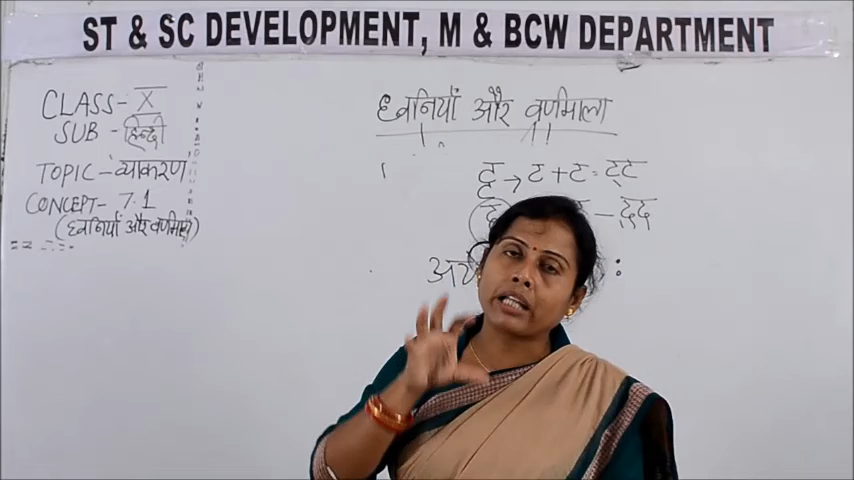 ST & SC DEVELOPMENT, M & BCW DEPARTMENT
CLASS - X
SUB - हिन्दी
TOPIC - व्याकरण
CONCEPT - 7.1
(ध्वनियाँ और वर्णमाला)
ध्वनियाँ और वर्णमाला
ट्ट → ट + ट = ट्ट